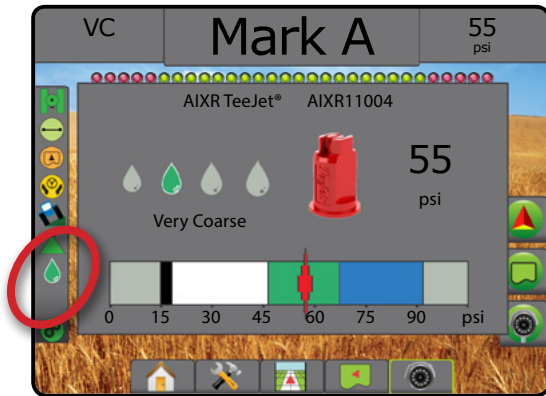 VC
Mark A
55
psi
AIXR TeeJet® AIXR11004
55
psi
Very Coarse
0 15 30 45 60 75 90 psi